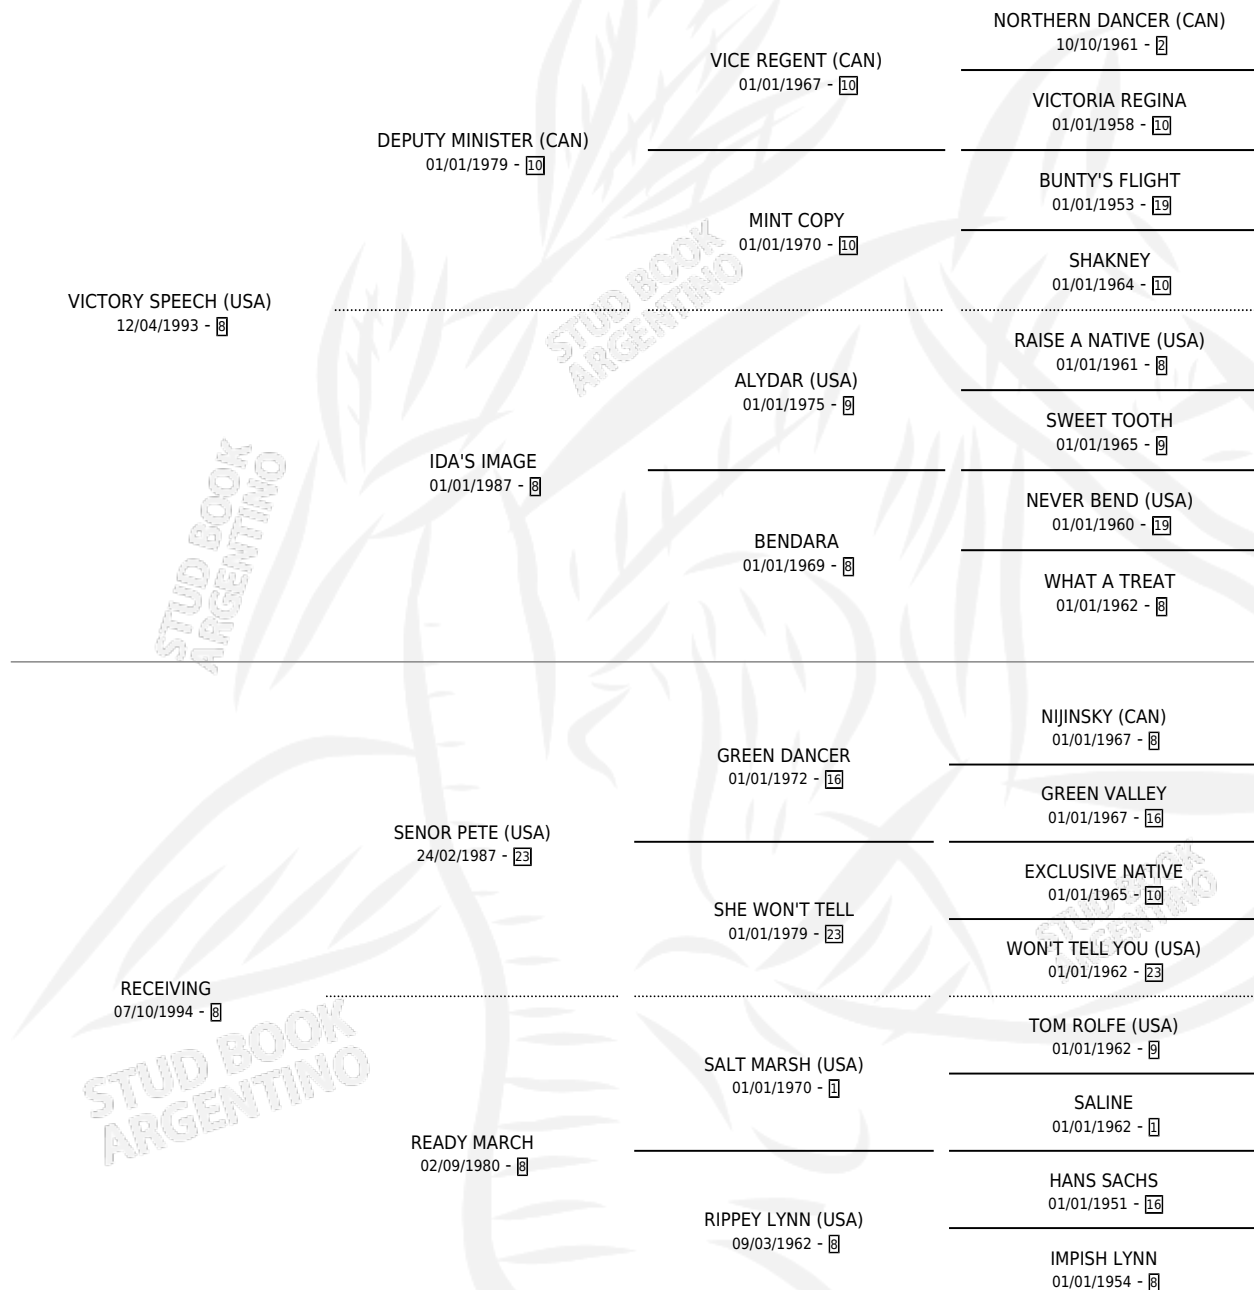 NORTHERN DANCER (CAN)
10/10/1961 - 2
VICE REGENT (CAN)
01/01/1967 - 10
VICTORIA REGINA
01/01/1958 - 10
DEPUTY MINISTER (CAN)
01/01/1979 - 10
BUNTY'S FLIGHT
01/01/1953 - 19
MINT COPY
01/01/1970 - 10
SHAKNEY
01/01/1964 - 10
VICTORY SPEECH (USA)
12/04/1993 - 8
RAISE A NATIVE (USA)
01/01/1961 - 8
ALYDAR (USA)
01/01/1975 - 9
SWEET TOOTH
01/01/1965 - 9
IDA'S IMAGE
01/01/1987 - 8
NEVER BEND (USA)
01/01/1960 - 19
BENDARA
01/01/1969 - 8
WHAT A TREAT
01/01/1962 - 8
NIJINSKY (CAN)
01/01/1967 - 8
GREEN DANCER
01/01/1972 - 16
GREEN VALLEY
01/01/1967 - 16
SENOR PETE (USA)
24/02/1987 - 23
EXCLUSIVE NATIVE
01/01/1965 - 10
SHE WON'T TELL
01/01/1979 - 23
WON'T TELL YOU (USA)
01/01/1962 - 23
RECEIVING
07/10/1994 - 8
TOM ROLFE (USA)
01/01/1962 - 9
SALT MARSH (USA)
01/01/1970 - 1
SALINE
01/01/1962 - 1
READY MARCH
02/09/1980 - 8
HANS SACHS
01/01/1951 - 16
RIPPEY LYNN (USA)
09/03/1962 - 8
IMPISH LYNN
01/01/1954 - 8
STUD BOOK
ARGENTINO
STUD BOOK
ARGENTINO
STUD BOOK
ARGENTINO
STUD BOOK
ARGENTINO